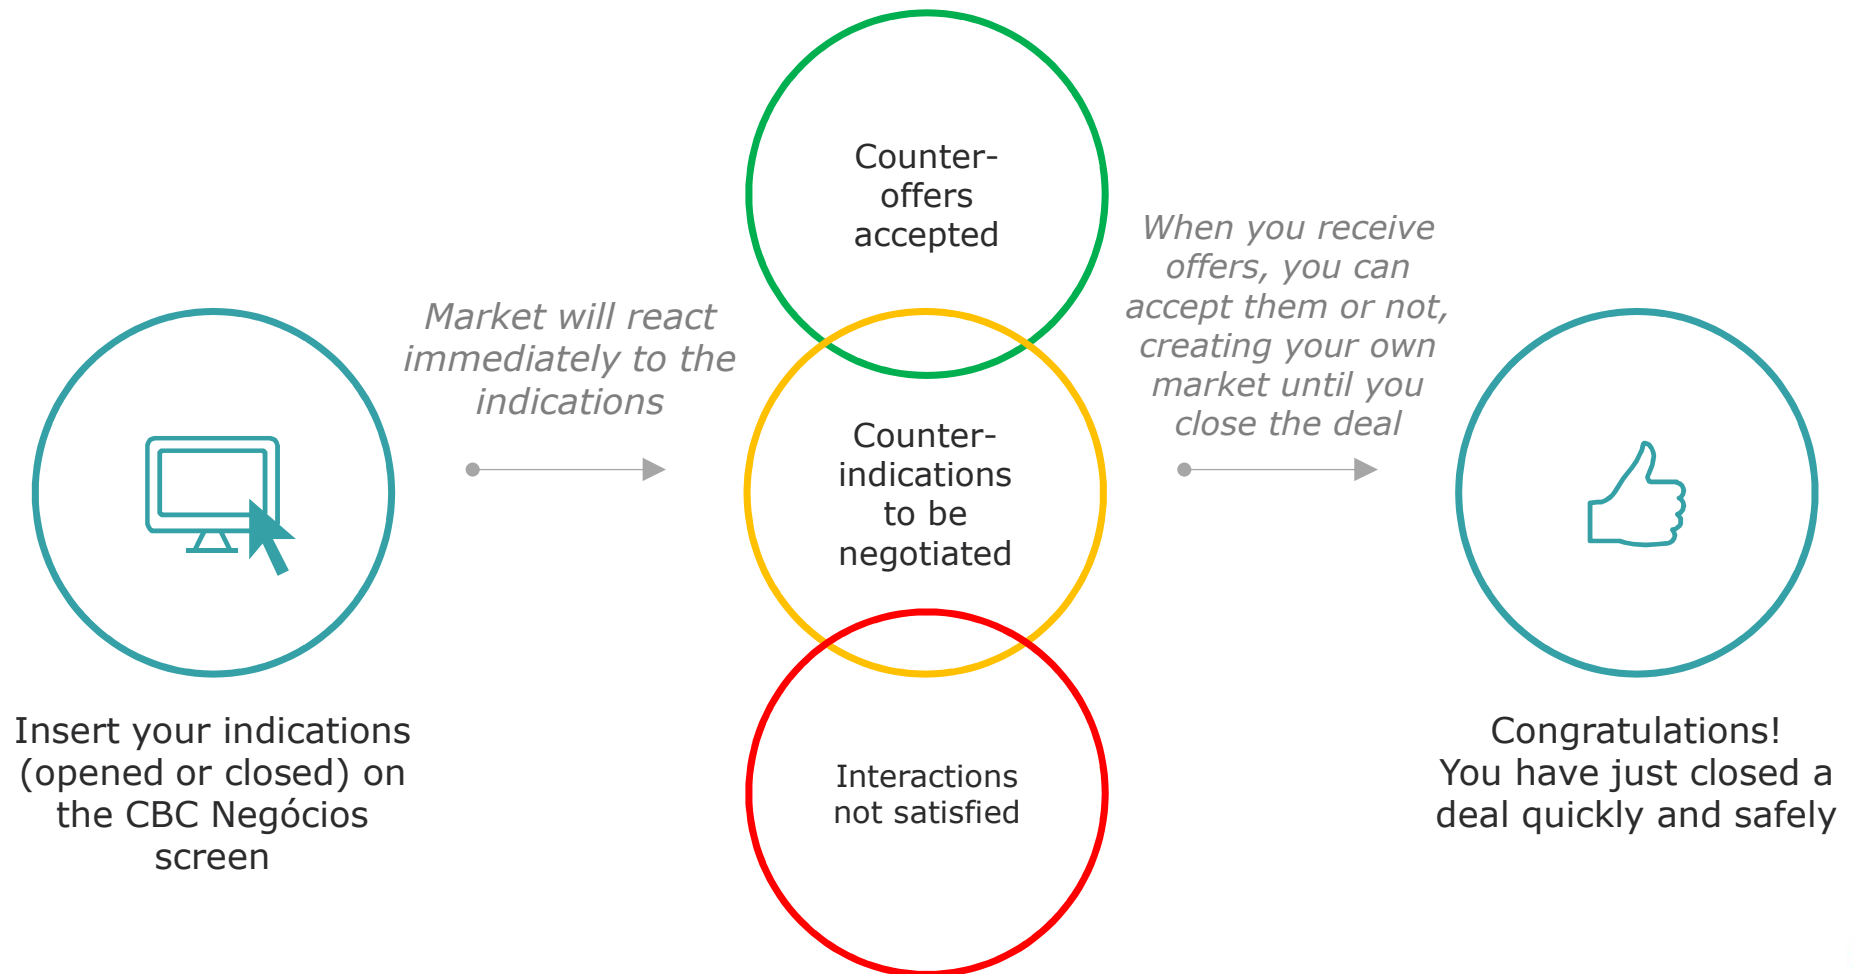 Insert your indications
(opened or closed) on
the CBC Negócios
screen
Market will react
immediately to the
indications
Counter-
offers
accepted
Counter-
indications
to be
negotiated
Interactions
not satisfied
When you receive
offers, you can
accept them or not,
creating your own
market until you
close the deal
Congratulations!
You have just closed a
deal quickly and safely